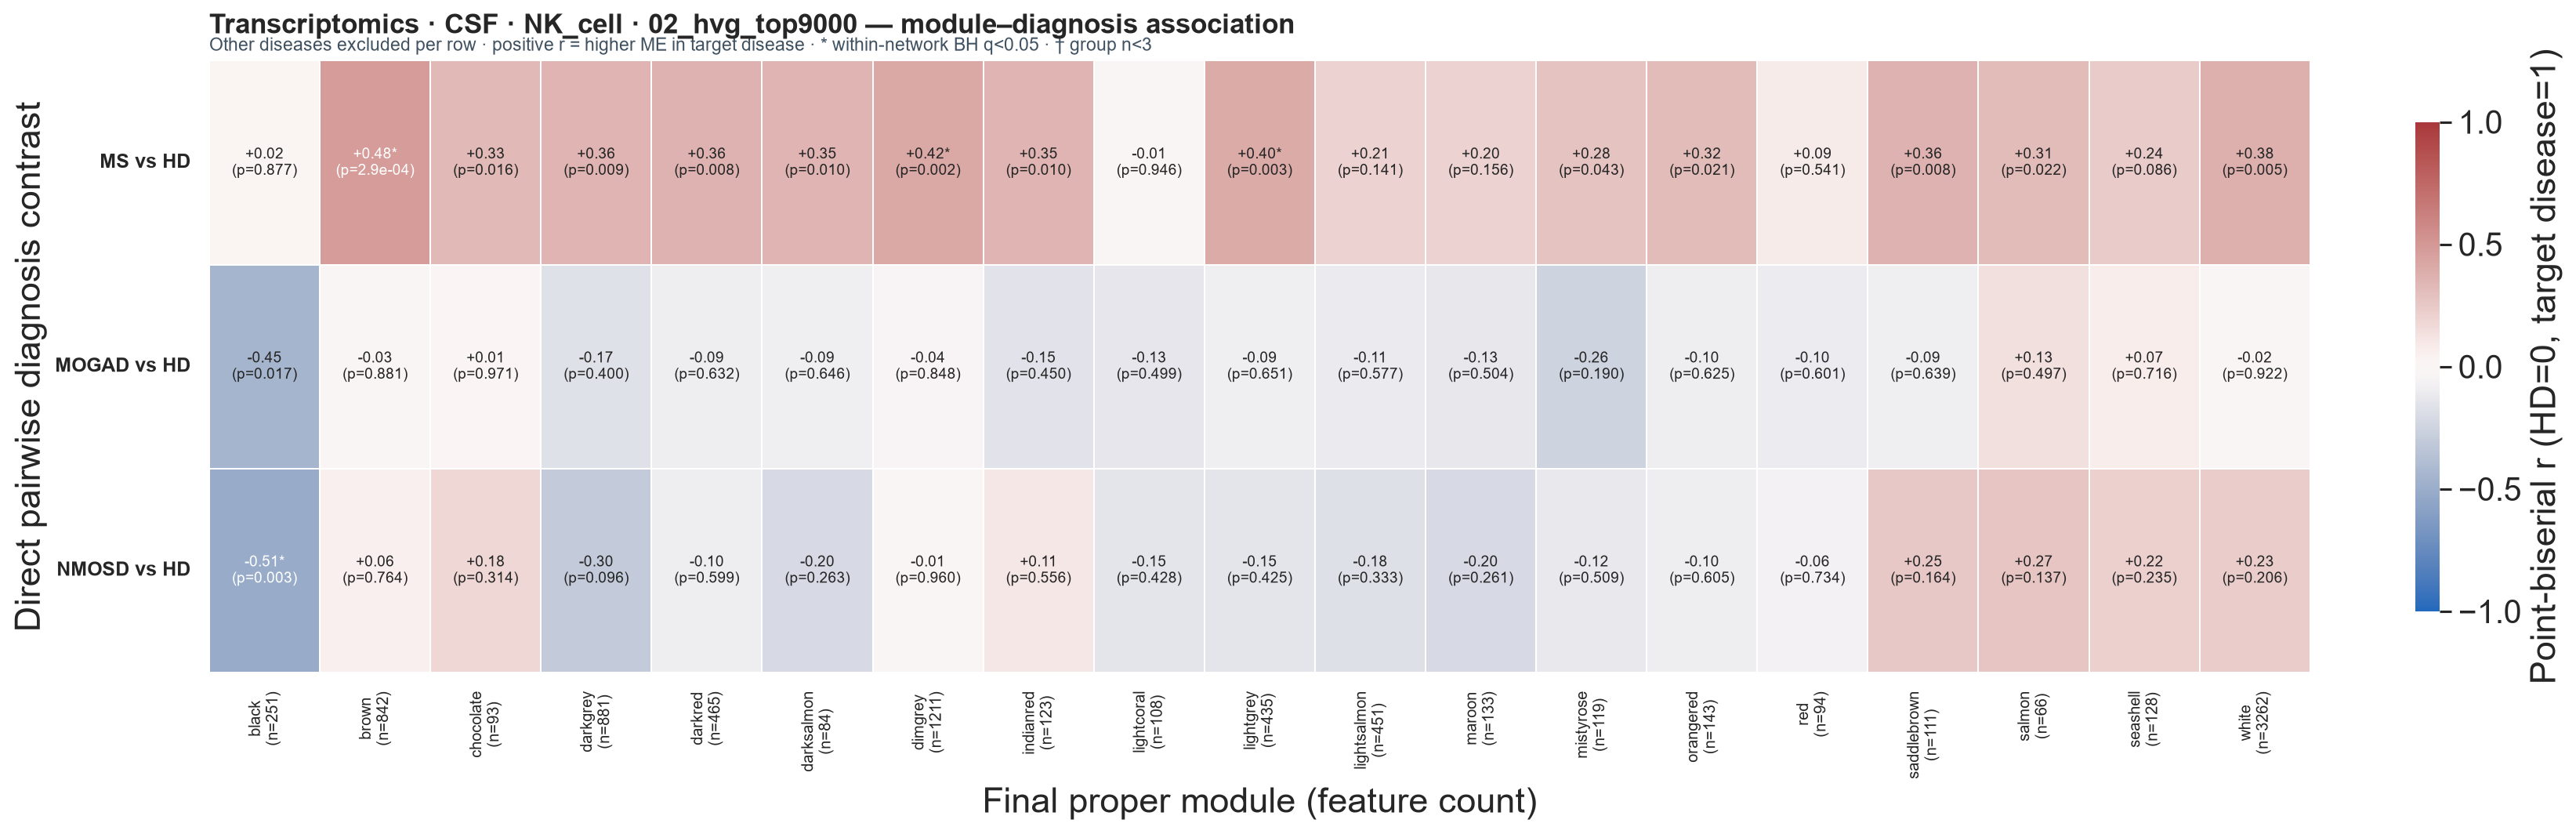 Transcriptomics · CSF · NK_cell · 02_hvg_top9000 — module–diagnosis association
Other diseases excluded per row · positive r = higher ME in target disease · * within-network BH q<0.05 · † group n<3
Direct pairwise diagnosis contrast
MS vs HD
+0.02
(p=0.877)
+0.48*
(p=2.9e-04)
+0.33
(p=0.016)
+0.36
(p=0.009)
+0.36
(p=0.008)
+0.35
(p=0.010)
+0.42*
(p=0.002)
+0.35
(p=0.010)
-0.01
(p=0.946)
+0.40*
(p=0.003)
+0.21
(p=0.141)
+0.20
(p=0.156)
+0.28
(p=0.043)
+0.32
(p=0.021)
+0.09
(p=0.541)
+0.36
(p=0.008)
+0.31
(p=0.022)
+0.24
(p=0.086)
+0.38
(p=0.005)
MOGAD vs HD
-0.45
(p=0.017)
-0.03
(p=0.881)
+0.01
(p=0.971)
-0.17
(p=0.400)
-0.09
(p=0.632)
-0.09
(p=0.646)
-0.04
(p=0.848)
-0.15
(p=0.450)
-0.13
(p=0.499)
-0.09
(p=0.651)
-0.11
(p=0.577)
-0.13
(p=0.504)
-0.26
(p=0.190)
-0.10
(p=0.625)
-0.10
(p=0.601)
-0.09
(p=0.639)
+0.13
(p=0.497)
+0.07
(p=0.716)
-0.02
(p=0.922)
NMOSD vs HD
-0.51*
(p=0.003)
+0.06
(p=0.764)
+0.18
(p=0.314)
-0.30
(p=0.096)
-0.10
(p=0.599)
-0.20
(p=0.263)
-0.01
(p=0.960)
+0.11
(p=0.556)
-0.15
(p=0.428)
-0.15
(p=0.425)
-0.18
(p=0.333)
-0.20
(p=0.261)
-0.12
(p=0.509)
-0.10
(p=0.605)
-0.06
(p=0.734)
+0.25
(p=0.164)
+0.27
(p=0.137)
+0.22
(p=0.235)
+0.23
(p=0.206)
black
(n=251)
brown
(n=842)
chocolate
(n=93)
darkgrey
(n=881)
darkred
(n=465)
darksalmon
(n=84)
dimgrey
(n=1211)
indianred
(n=123)
lightcoral
(n=108)
lightgrey
(n=435)
lightsalmon
(n=451)
maroon
(n=133)
mistyrose
(n=119)
orangered
(n=143)
red
(n=94)
saddlebrown
(n=111)
salmon
(n=66)
seashell
(n=128)
white
(n=3262)
Final proper module (feature count)
1.0
0.5
0.0
−0.5
−1.0
Point-biserial r (HD=0, target disease=1)